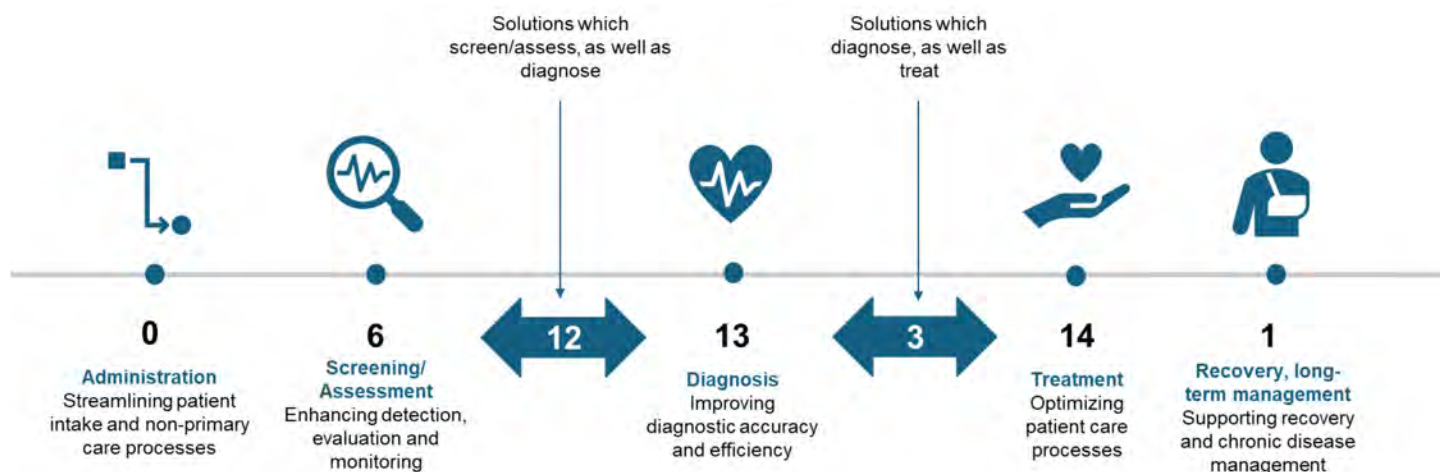 Solutions which
screen/assess, as well as
diagnose
Solutions which
diagnose, as well as
treat
0
Administration
Streamlining patient
intake and non-primary
care processes
6
Screening/
Assessment
Enhancing detection,
evaluation and
monitoring
12
13
Diagnosis
Improving
diagnostic accuracy
and efficiency
3
14
Treatment
Optimizing
patient care
processes
1
Recovery, long-
term management
Supporting recovery
and chronic disease
management